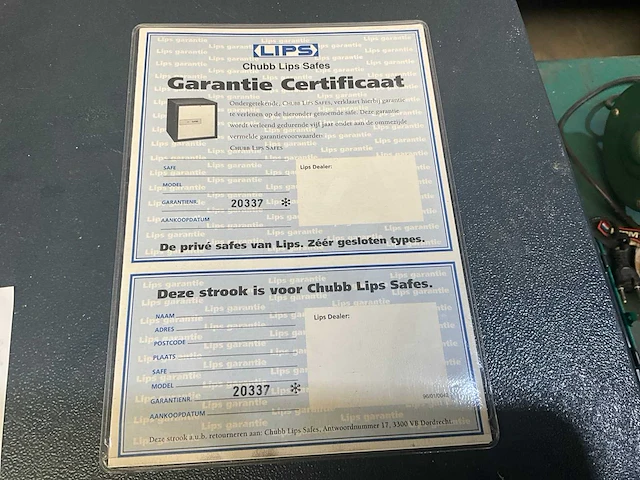 LIPS
Chubb Lips Safes
Garantie Certificaat
Ondergetekende, CHUBB LIPS SAFES, verklaart hierbij garantie
te verlenen op de hieronder genoemde safe. Deze garantie
wordt verleend gedurende vijf jaar onder aan de ommezijde
vermelde garantievoorwaarden.
CHUBB LIPS SAFES
SAFE
Lips Dealer:
MODEL
GARANTIENR. 20337 *
AANKOOPDATUM
De privé safes van Lips. Zéér gesloten types.
Deze strook is voor Chubb Lips Safes.
NAAM
Lips Dealer:
ADRES
POSTCODE
PLAATS
SAFE
MODEL
GARANTIENR. 20337 *
AANKOOPDATUM
Deze strook a.u.b. retourneren aan: Chubb Lips Safes, Antwoordnummer 17, 3300 VB Dordrecht.